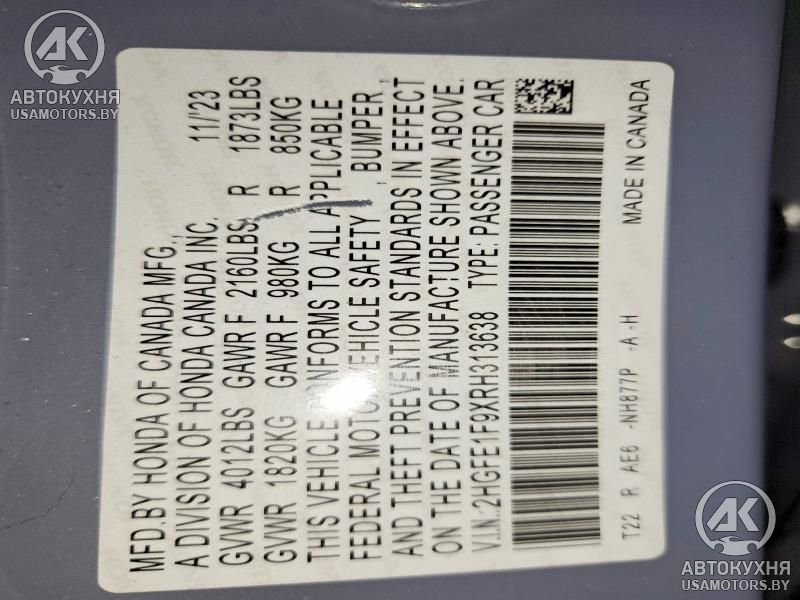 AK
АВТОКУХНЯ
USAMOTORS.BY
MFD.BY HONDA OF CANADA MFG., 11/'23
A DIVISION OF HONDA CANADA INC.
GVWR 4012LBS GAWR F 2160LBS R 1873LBS
GVWR 1820KG GAWR F 980KG R 850KG
THIS VEHICLE CONFORMS TO ALL APPLICABLE
FEDERAL MOTOR VEHICLE SAFETY , BUMPER ,
AND THEFT PREVENTION STANDARDS IN EFFECT
ON THE DATE OF MANUFACTURE SHOWN ABOVE.
V.I.N.:2HGFE1F9XRH313638 TYPE: PASSENGER CAR
T22 R AE6 -NH877P -A -H MADE IN CANADA
AK
АВТОКУХНЯ
USAMOTORS.BY